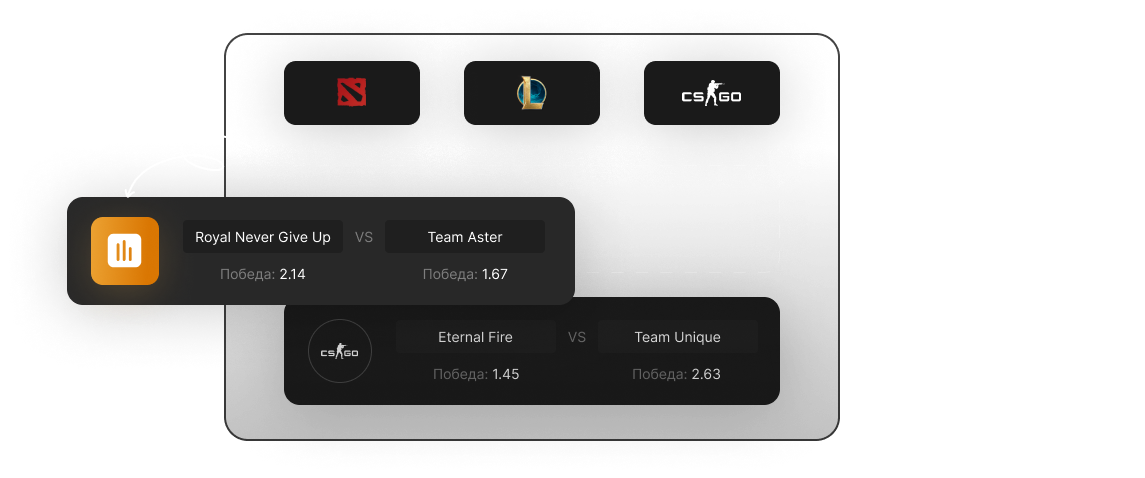 CS GO
Royal Never Give Up VS Team Aster
Победа: 2.14 Победа: 1.67
CS GO
Eternal Fire VS Team Unique
Победа: 1.45 Победа: 2.63